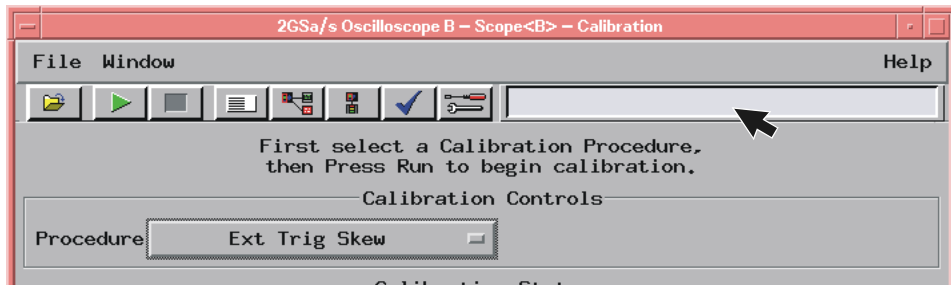 2GSa/s Oscilloscope B – Scope<B> – Calibration
File Window Help
First select a Calibration Procedure,
then Press Run to begin calibration.
Calibration Controls
Procedure Ext Trig Skew